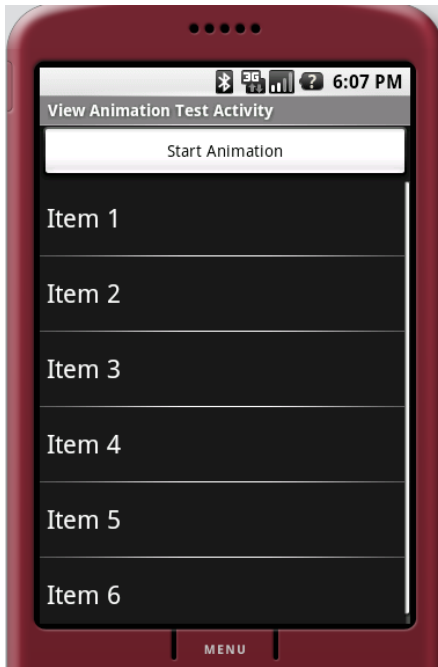 3G 6:07 PM
View Animation Test Activity
Start Animation
Item 1
Item 2
Item 3
Item 4
Item 5
Item 6
MENU